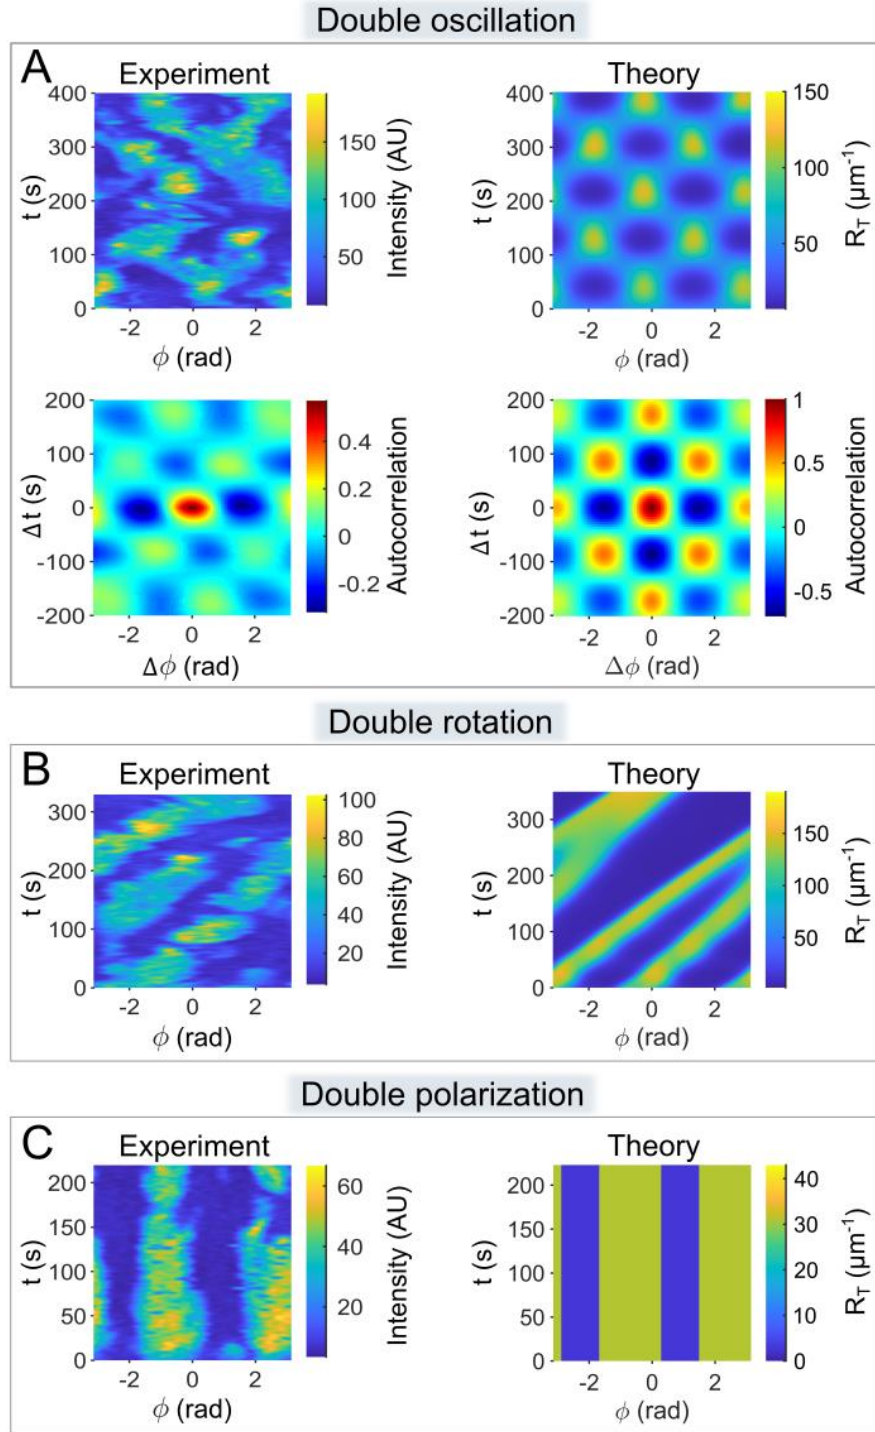 Double oscillation
A
Experiment
Theory
400
300
200
100
0
t (s)
-2
0
2
ϕ (rad)
150
100
50
Intensity (AU)
400
300
200
100
0
t (s)
-2
0
2
ϕ (rad)
150
100
50
R_T (µm⁻¹)
200
100
0
-100
-200
Δt (s)
-2
0
2
Δϕ (rad)
0.4
0.2
0
-0.2
Autocorrelation
200
100
0
-100
-200
Δt (s)
-2
0
2
Δϕ (rad)
1
0.5
0
-0.5
Autocorrelation
Double rotation
B
Experiment
Theory
300
200
100
0
t (s)
-2
0
2
ϕ (rad)
100
80
60
40
20
Intensity (AU)
300
200
100
0
t (s)
-2
0
2
ϕ (rad)
150
100
50
R_T (µm⁻¹)
Double polarization
C
Experiment
Theory
200
150
100
50
0
t (s)
-2
0
2
ϕ (rad)
60
40
20
Intensity (AU)
200
150
100
50
0
t (s)
-2
0
2
ϕ (rad)
40
30
20
10
0
R_T (µm⁻¹)